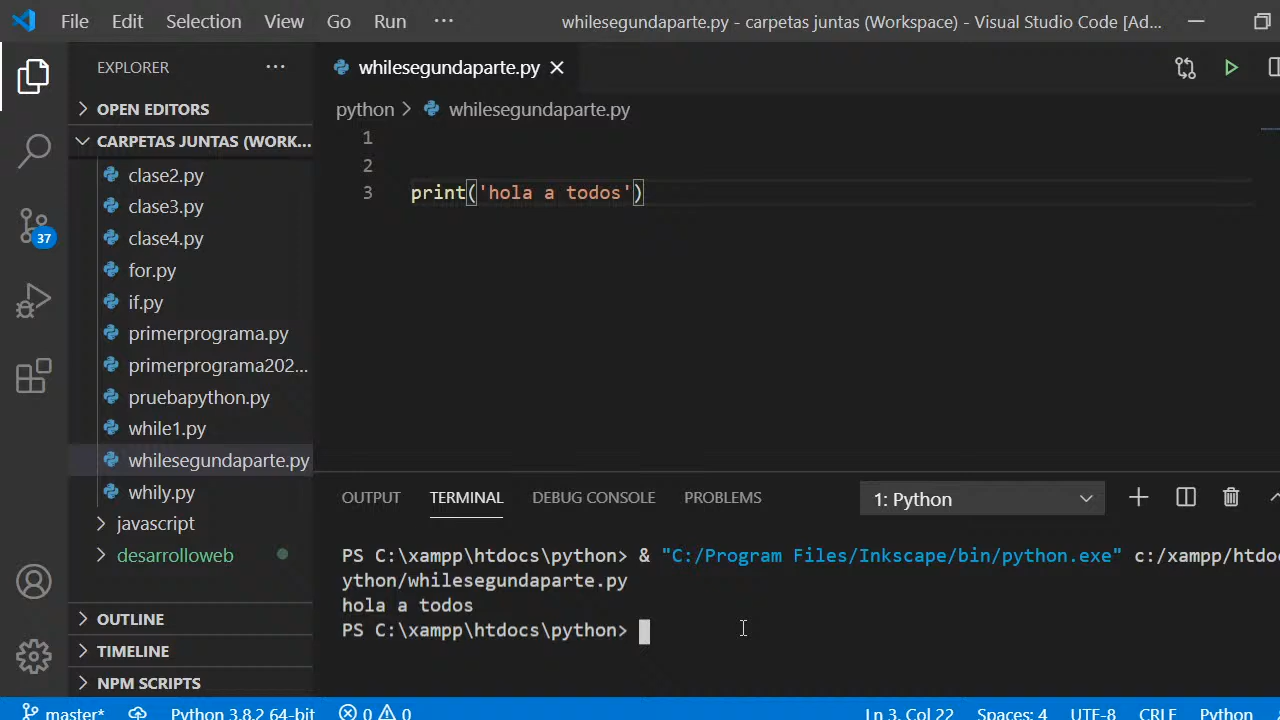 File Edit Selection View Go Run ··· whilesegundaparte.py - carpetas juntas (Workspace) - Visual Studio Code [Ad...
EXPLORER ···
OPEN EDITORS
CARPETAS JUNTAS (WORK...
clase2.py
clase3.py
clase4.py
for.py
if.py
primerprograma.py
primerprograma202...
pruebapython.py
while1.py
whilesegundaparte.py
whily.py
javascript
desarrolloweb
OUTLINE
TIMELINE
NPM SCRIPTS
37
whilesegundaparte.py
python > whilesegundaparte.py
1
2
3 print('hola a todos')
OUTPUT TERMINAL DEBUG CONSOLE PROBLEMS 1: Python
PS C:\xampp\htdocs\python> & "C:/Program Files/Inkscape/bin/python.exe" c:/xampp/htdoc
ython/whilesegundaparte.py
hola a todos
PS C:\xampp\htdocs\python>
master* Python 3.8.2 64-bit 0 0 Ln 3, Col 22 Spaces: 4 UTF-8 CRLF Python